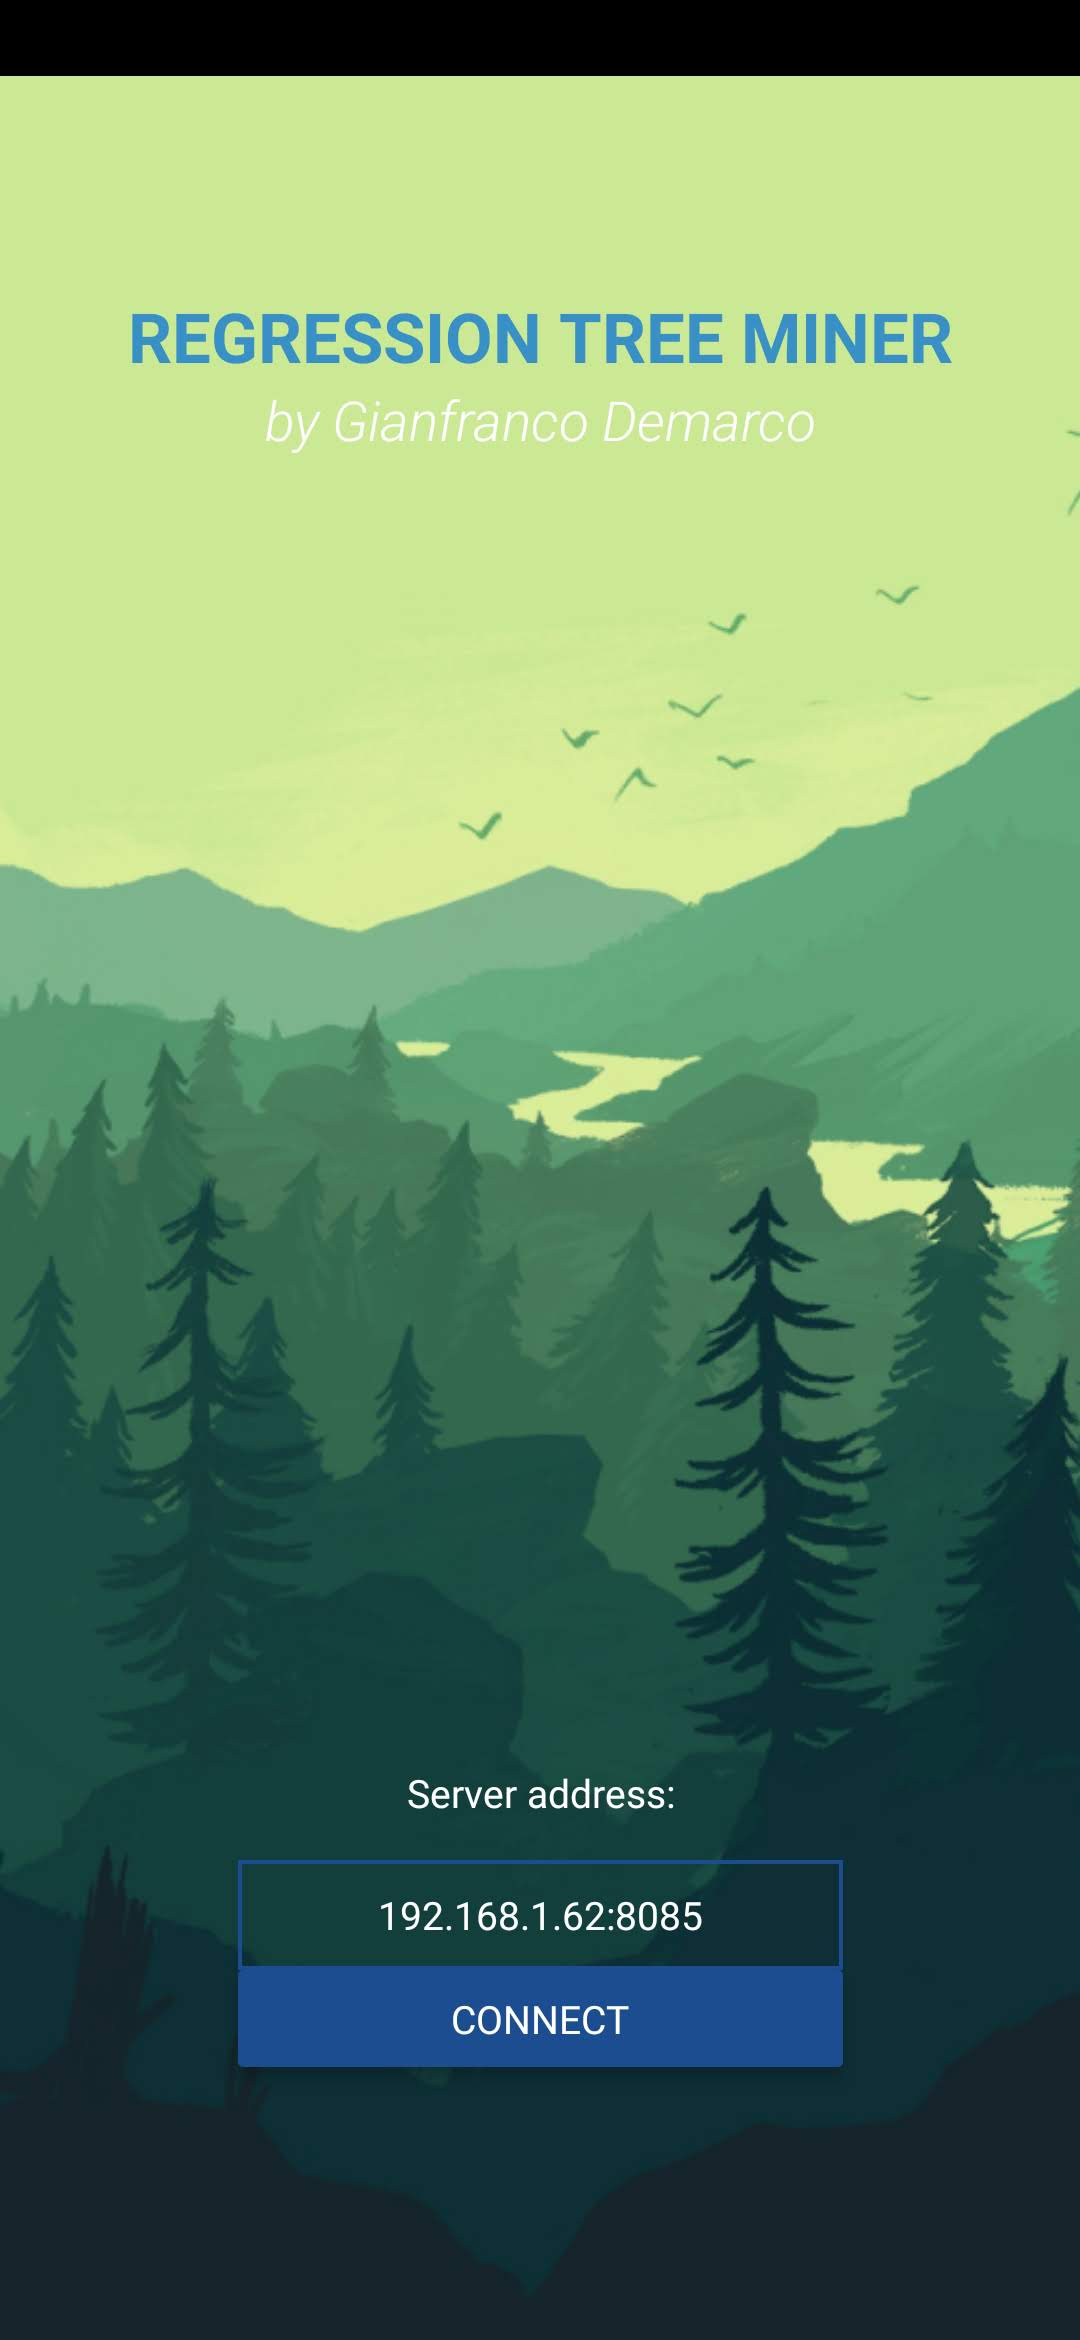 REGRESSION TREE MINER
by Gianfranco Demarco
Server address:
192.168.1.62:8085
CONNECT